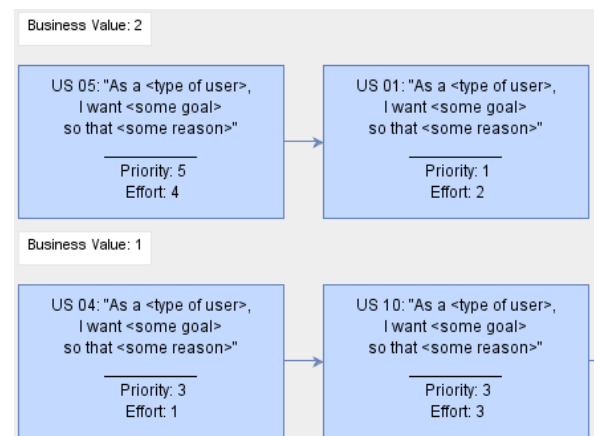 Business Value: 2
US 05: "As a <type of user>,
I want <some goal>
so that <some reason>"
Priority: 5
Effort: 4
US 01: "As a <type of user>,
I want <some goal>
so that <some reason>"
Priority: 1
Effort: 2
Business Value: 1
US 04: "As a <type of user>,
I want <some goal>
so that <some reason>"
Priority: 3
Effort: 1
US 10: "As a <type of user>,
I want <some goal>
so that <some reason>"
Priority: 3
Effort: 3